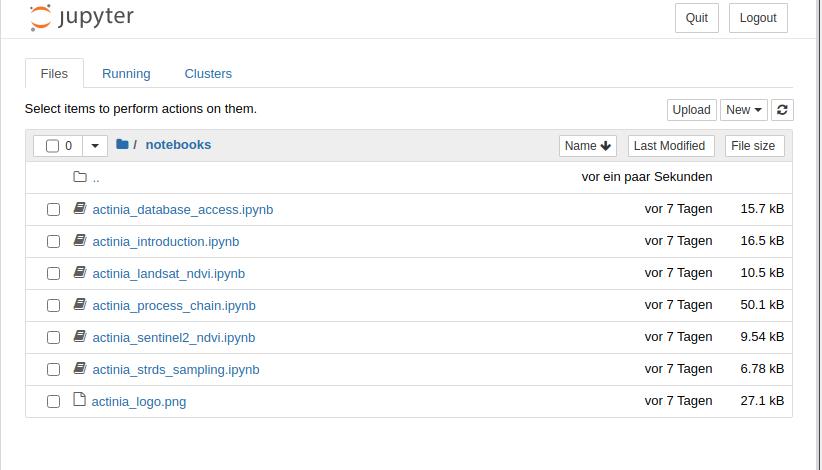 jupyter Quit Logout
Files Running Clusters
Select items to perform actions on them. Upload New
0 / notebooks Name Last Modified File size
.. vor ein paar Sekunden
actinia_database_access.ipynb vor 7 Tagen 15.7 kB
actinia_introduction.ipynb vor 7 Tagen 16.5 kB
actinia_landsat_ndvi.ipynb vor 7 Tagen 10.5 kB
actinia_process_chain.ipynb vor 7 Tagen 50.1 kB
actinia_sentinel2_ndvi.ipynb vor 7 Tagen 9.54 kB
actinia_strds_sampling.ipynb vor 7 Tagen 6.78 kB
actinia_logo.png vor 7 Tagen 27.1 kB